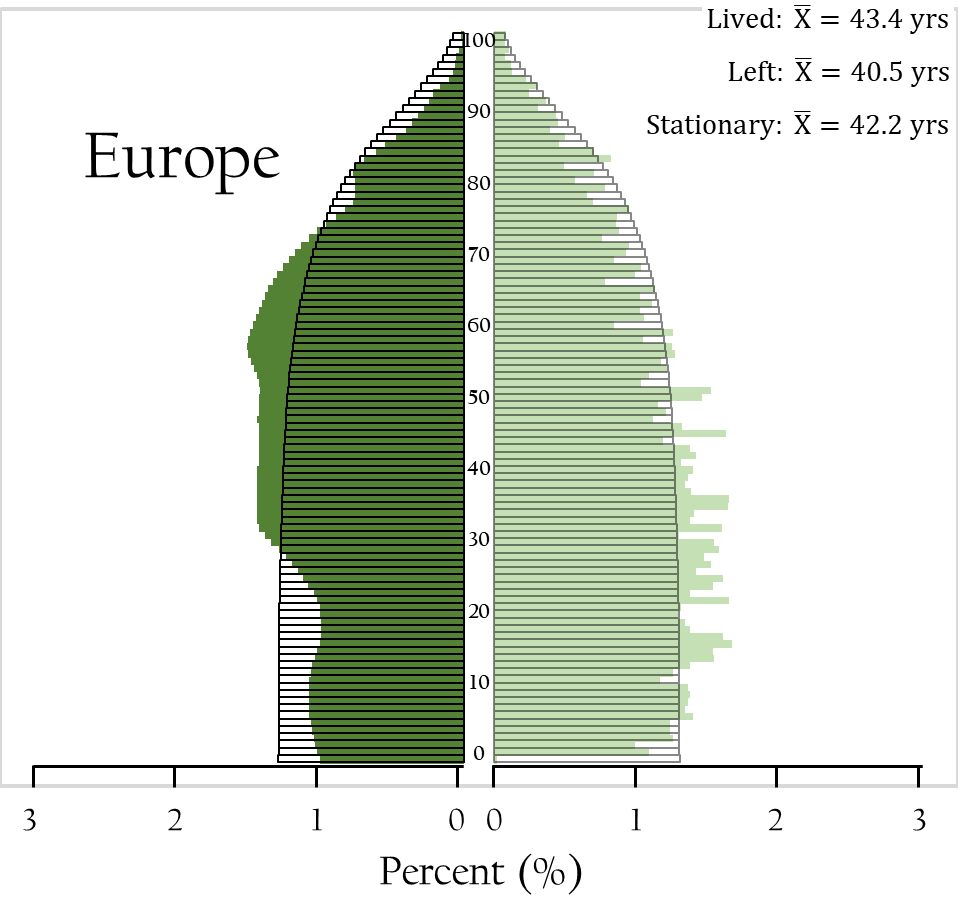 Lived: X̅ = 43.4 yrs
Left: X̅ = 40.5 yrs
Stationary: X̅ = 42.2 yrs
Europe
100
90
80
70
60
50
40
30
20
10
0
3 2 1 0 0 1 2 3
Percent (%)